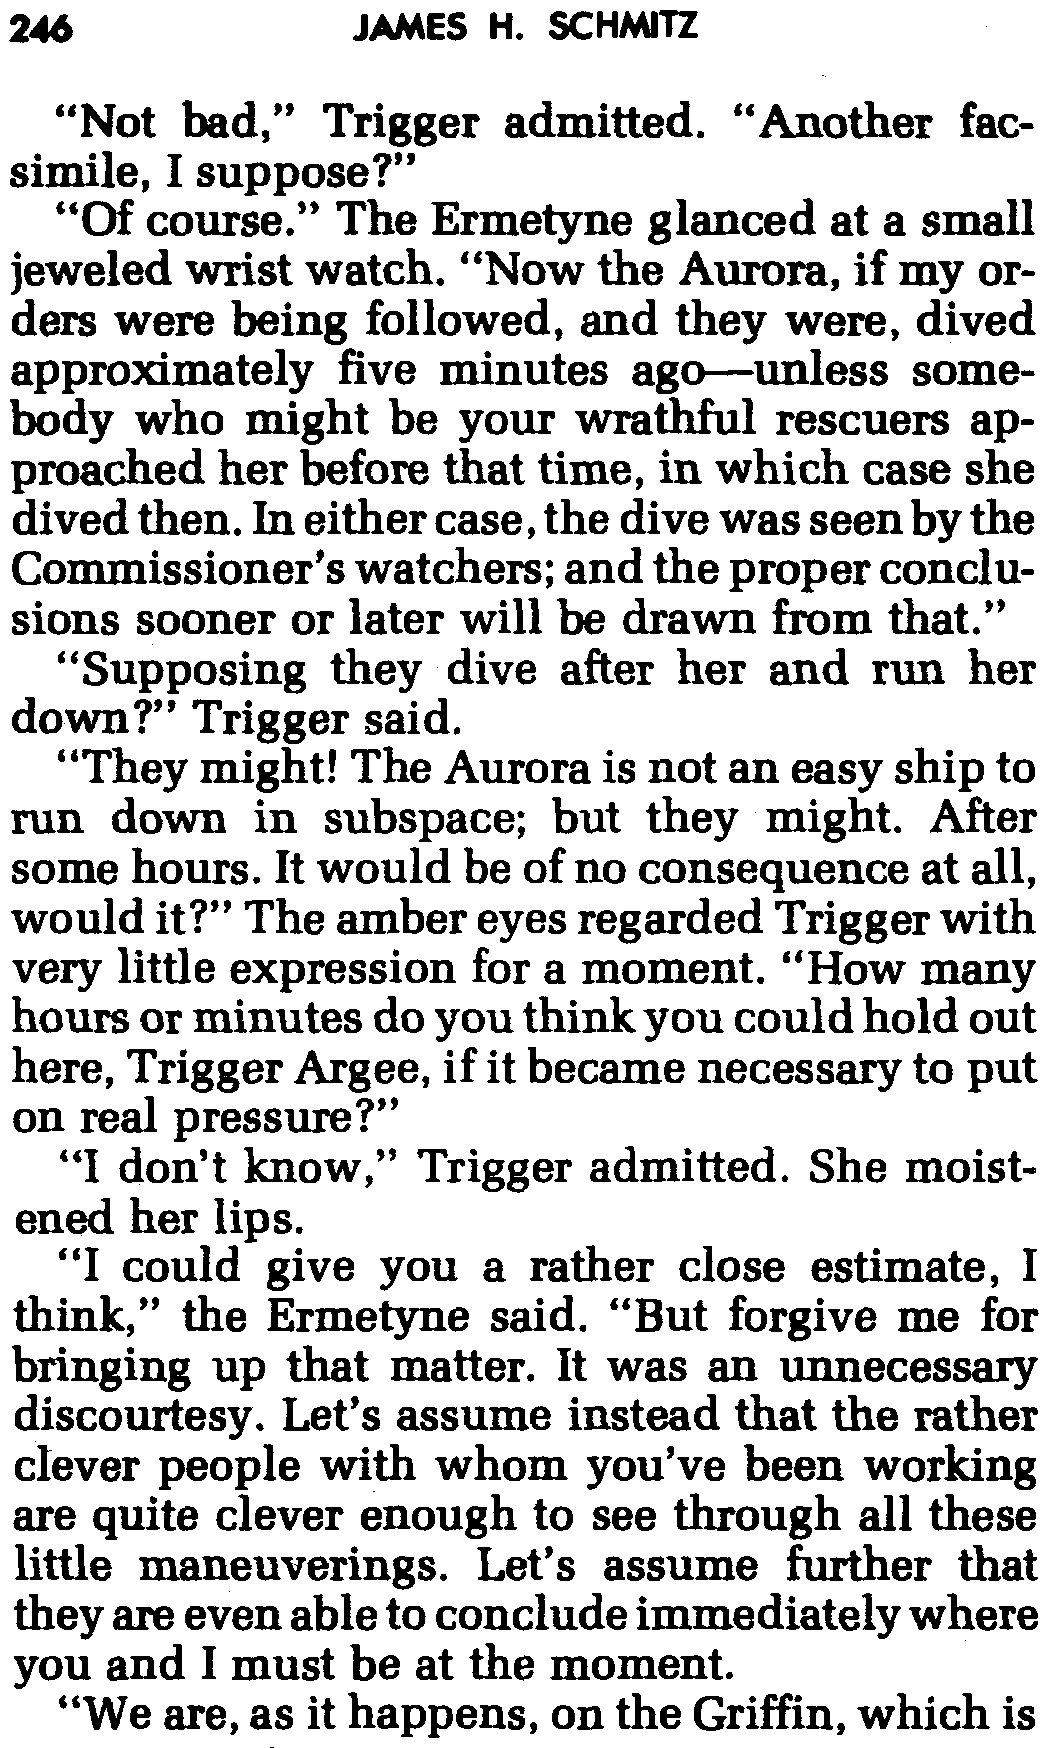 246 JAMES H. SCHMITZ
“Not bad,” Trigger admitted. “Another fac-
simile, I suppose?”
“Of course.” The Ermetyne glanced at a small
jeweled wrist watch. “Now the Aurora, if my or-
ders were being followed, and they were, dived
approximately five minutes ago—unless some-
body who might be your wrathful rescuers ap-
proached her before that time, in which case she
dived then. In either case, the dive was seen by the
Commissioner's watchers; and the proper conclu-
sions sooner or later will be drawn from that.”
“Supposing they dive after her and run her
down?” Trigger said.
“They might! The Aurora is not an easy ship to
run down in subspace; but they might. After
some hours. It would be of no consequence at all,
would it?” The amber eyes regarded Trigger with
very little expression for a moment. “How many
hours or minutes do you think you could hold out
here, Trigger Argee, if it became necessary to put
on real pressure?”
“I don't know,” Trigger admitted. She moist-
ened her lips.
“I could give you a rather close estimate, I
think,” the Ermetyne said. “But forgive me for
bringing up that matter. It was an unnecessary
discourtesy. Let's assume instead that the rather
clever people with whom you've been working
are quite clever enough to see through all these
little maneuverings. Let's assume further that
they are even able to conclude immediately where
you and I must be at the moment.
“We are, as it happens, on the Griffin, which is